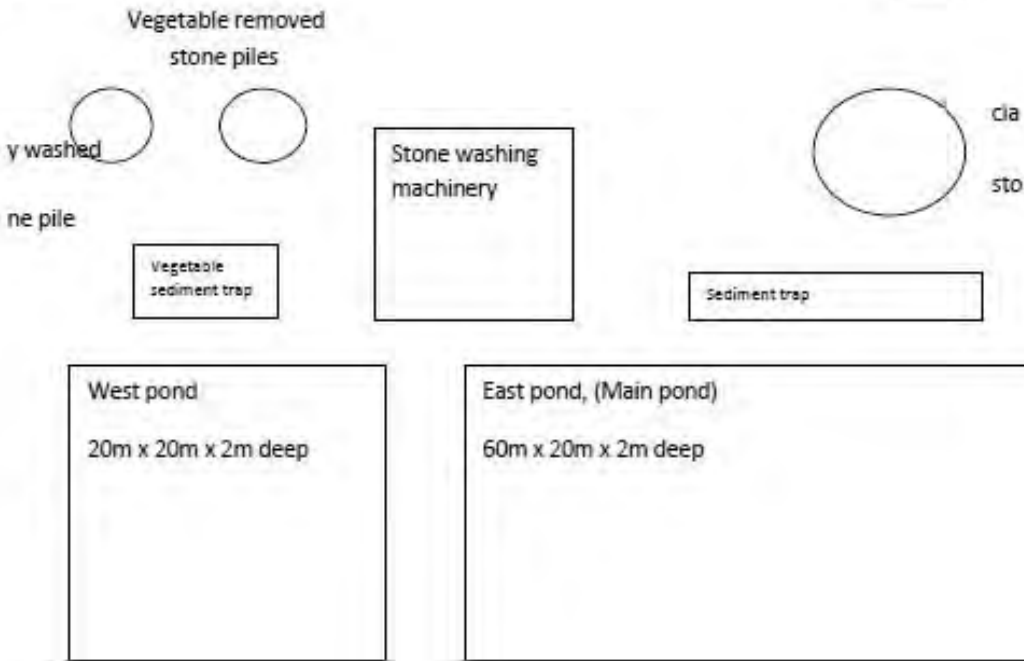 Vegetable removed
stone piles
cla
y washed
Stone washing
machinery
sto
ne pile
Vegetable
sediment trap
Sediment trap
West pond
East pond, (Main pond)
20m x 20m x 2m deep
60m x 20m x 2m deep